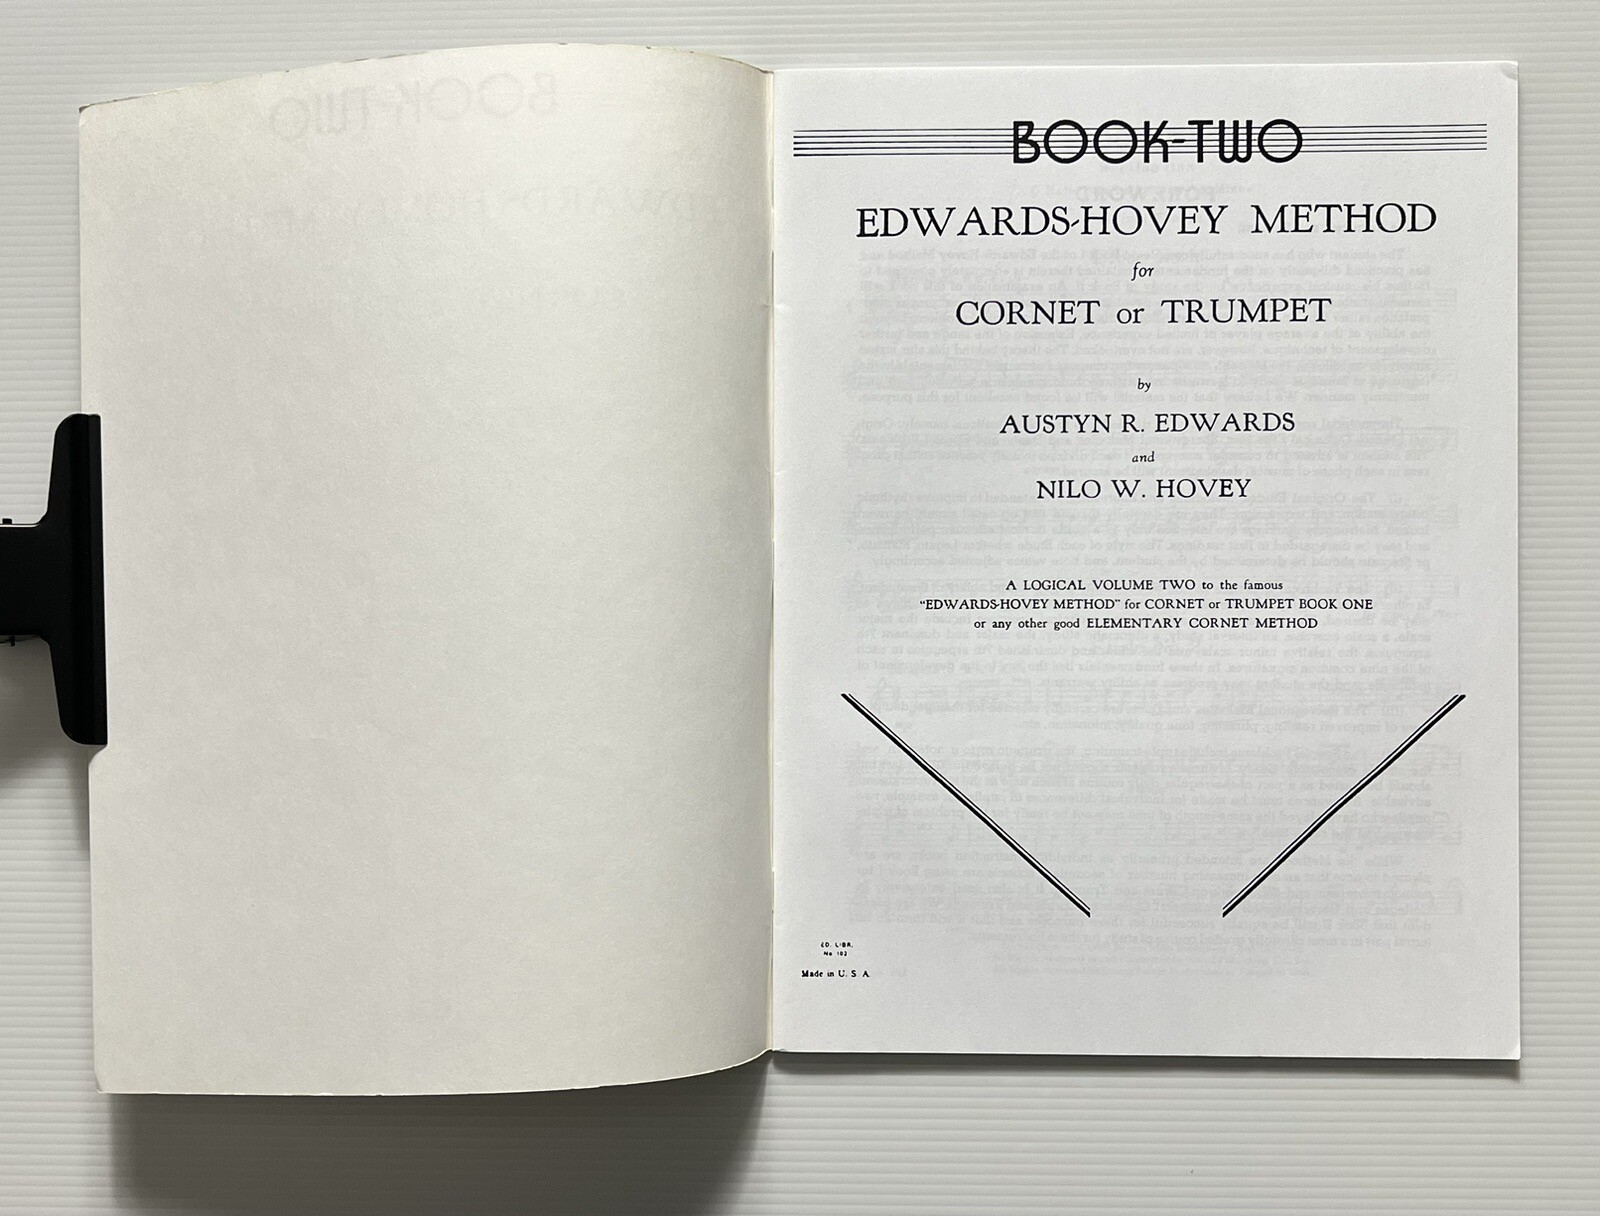 BOOK-TWO
EDWARDS-HOVEY METHOD
for
CORNET or TRUMPET
by
AUSTYN R. EDWARDS
and
NILO W. HOVEY
A LOGICAL VOLUME TWO to the famous
"EDWARDS-HOVEY METHOD" for CORNET or TRUMPET BOOK ONE
or any other good ELEMENTARY CORNET METHOD
ED. LIBR.
No 102
Made in U. S. A.